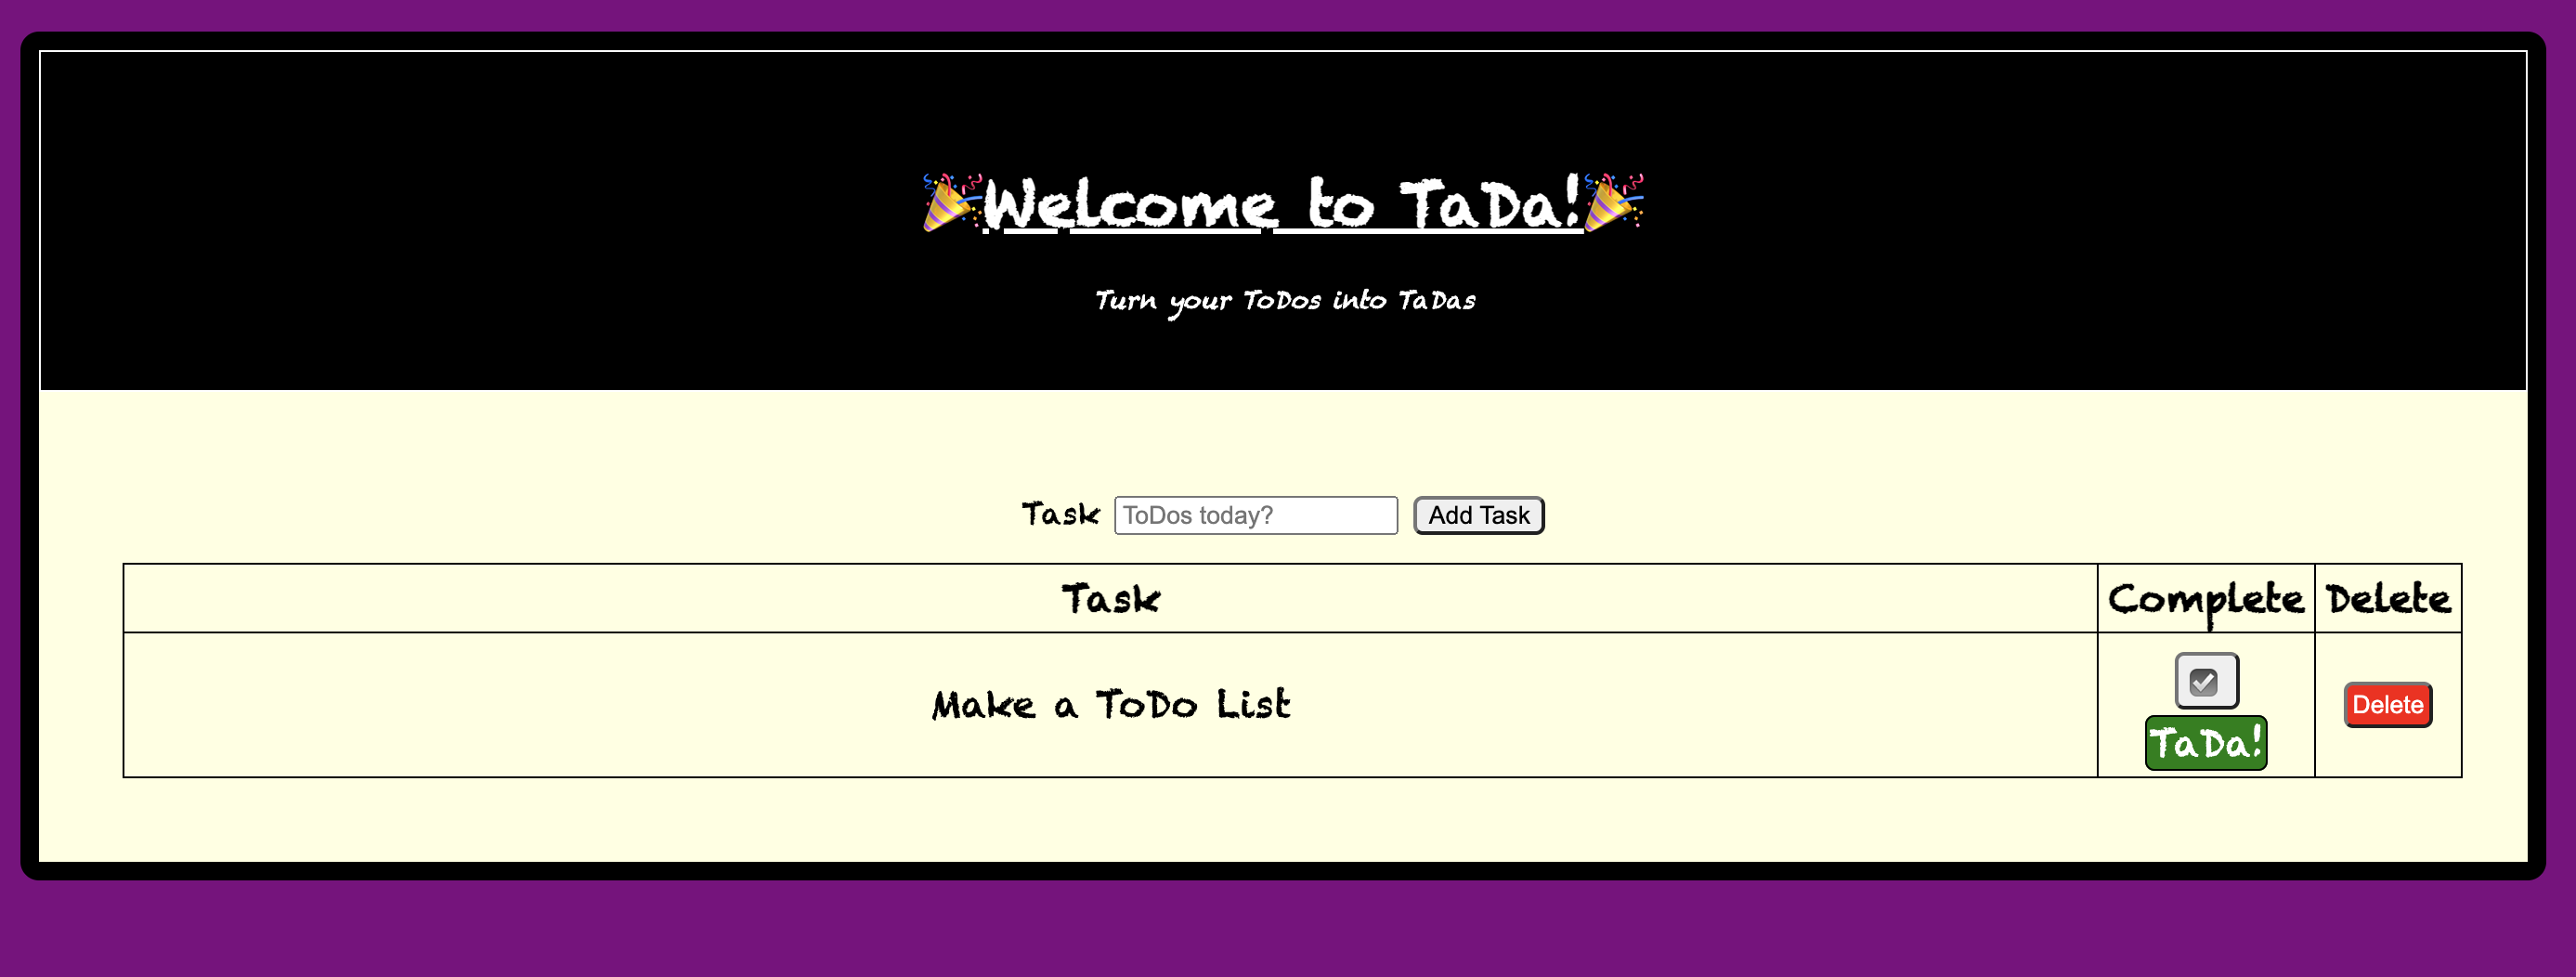 🎉Welcome to TaDa!🎉
Turn your ToDos into TaDas
Task ToDos today? Add Task
Task Complete Delete
Make a ToDo List ☑ Delete
TaDa!